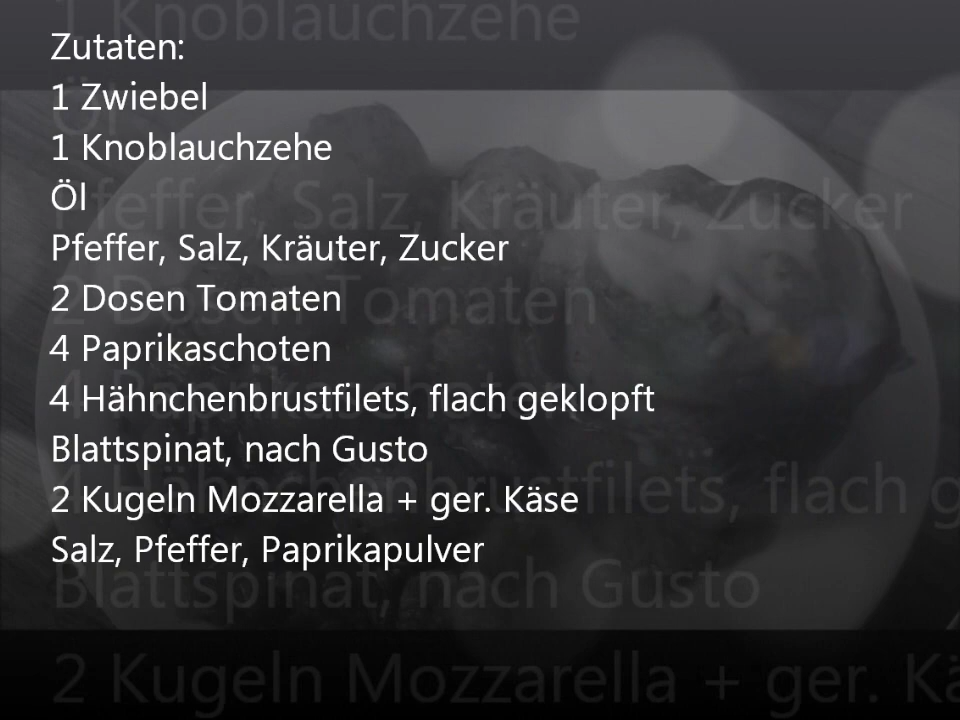 Zutaten:
1 Zwiebel
1 Knoblauchzehe
Öl
Pfeffer, Salz, Kräuter, Zucker
2 Dosen Tomaten
4 Paprikaschoten
4 Hähnchenbrustfilets, flach geklopft
Blattspinat, nach Gusto
2 Kugeln Mozzarella + ger. Käse
Salz, Pfeffer, Paprikapulver